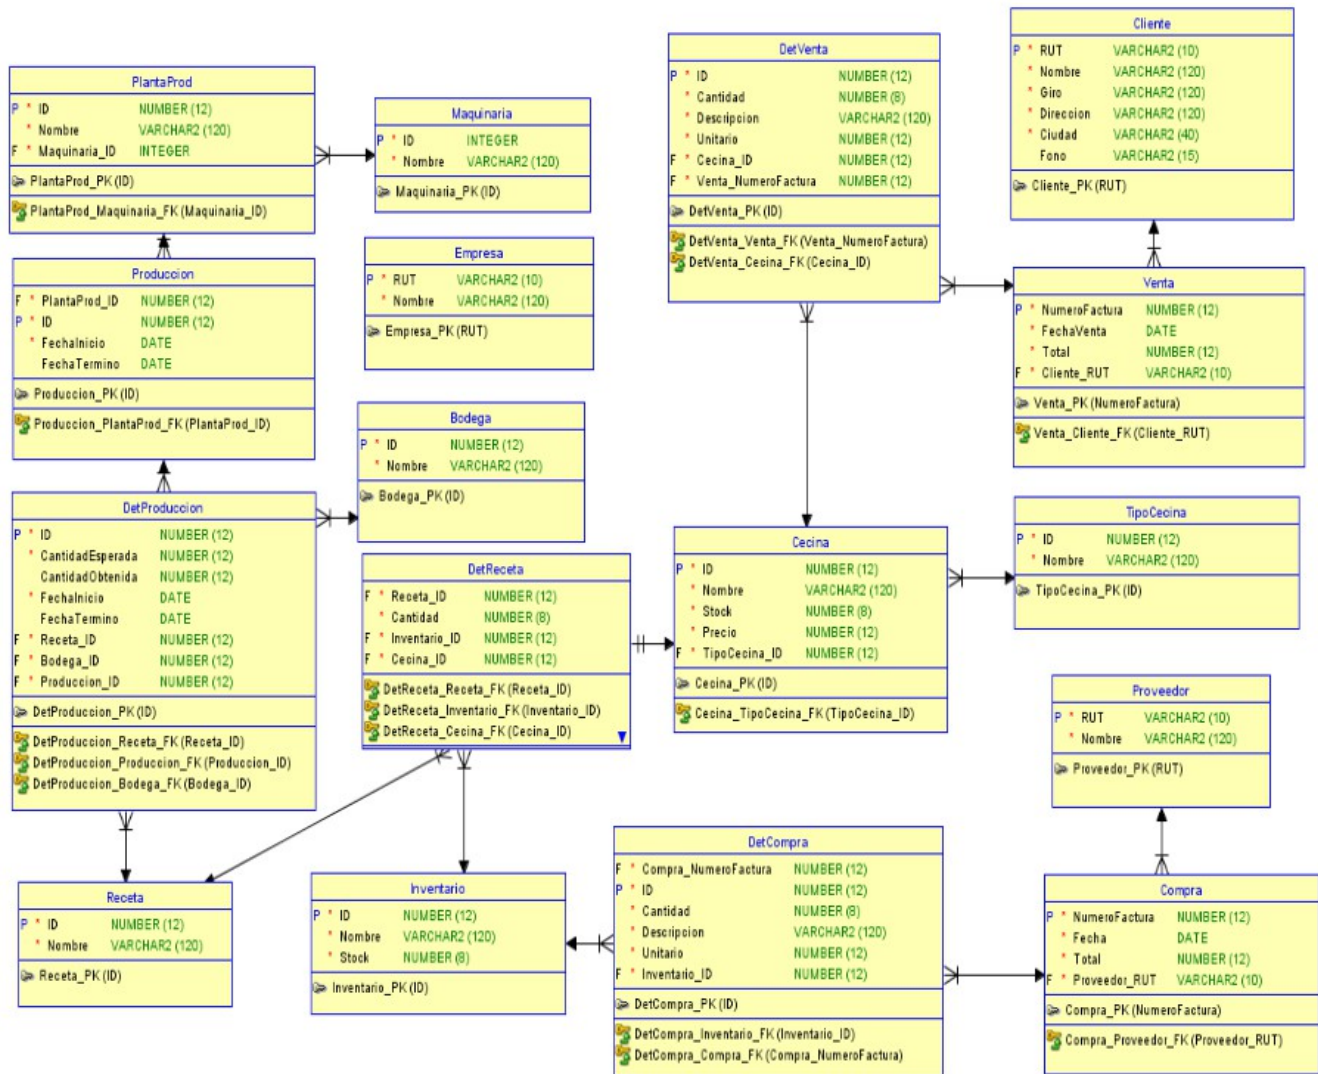 PlantaProd
P * ID NUMBER (12)
* Nombre VARCHAR2 (120)
F * Maquinaria_ID INTEGER
PlantaProd_PK (ID)
PlantaProd_Maquinaria_FK (Maquinaria_ID)
Maquinaria
P * ID INTEGER
* Nombre VARCHAR2 (120)
Maquinaria_PK (ID)
Empresa
P * RUT VARCHAR2 (10)
* Nombre VARCHAR2 (120)
Empresa_PK (RUT)
Produccion
F * PlantaProd_ID NUMBER (12)
P * ID NUMBER (12)
* FechaInicio DATE
FechaTermino DATE
Produccion_PK (ID)
Produccion_PlantaProd_FK (PlantaProd_ID)
Bodega
P * ID NUMBER (12)
* Nombre VARCHAR2 (120)
Bodega_PK (ID)
DetProduccion
P * ID NUMBER (12)
* CantidadEsperada NUMBER (12)
CantidadObtenida NUMBER (12)
* FechaInicio DATE
FechaTermino DATE
F * Receta_ID NUMBER (12)
F * Bodega_ID NUMBER (12)
F * Produccion_ID NUMBER (12)
DetProduccion_PK (ID)
DetProduccion_Receta_FK (Receta_ID)
DetProduccion_Produccion_FK (Produccion_ID)
DetProduccion_Bodega_FK (Bodega_ID)
DetReceta
F * Receta_ID NUMBER (12)
* Cantidad NUMBER (8)
F * Inventario_ID NUMBER (12)
F * Cecina_ID NUMBER (12)
DetReceta_Receta_FK (Receta_ID)
DetReceta_Inventario_FK (Inventario_ID)
DetReceta_Cecina_FK (Cecina_ID)
Receta
P * ID NUMBER (12)
* Nombre VARCHAR2 (120)
Receta_PK (ID)
Inventario
P * ID NUMBER (12)
* Nombre VARCHAR2 (120)
* Stock NUMBER (8)
Inventario_PK (ID)
DetVenta
P * ID NUMBER (12)
* Cantidad NUMBER (8)
* Descripcion VARCHAR2 (120)
* Unitario NUMBER (12)
F * Cecina_ID NUMBER (12)
F * Venta_NumeroFactura NUMBER (12)
DetVenta_PK (ID)
DetVenta_Venta_FK (Venta_NumeroFactura)
DetVenta_Cecina_FK (Cecina_ID)
Cliente
P * RUT VARCHAR2 (10)
* Nombre VARCHAR2 (120)
* Giro VARCHAR2 (120)
* Direccion VARCHAR2 (120)
* Ciudad VARCHAR2 (40)
Fono VARCHAR2 (15)
Cliente_PK (RUT)
Venta
P * NumeroFactura NUMBER (12)
* FechaVenta DATE
* Total NUMBER (12)
F * Cliente_RUT VARCHAR2 (10)
Venta_PK (NumeroFactura)
Venta_Cliente_FK (Cliente_RUT)
Cecina
P * ID NUMBER (12)
* Nombre VARCHAR2 (120)
* Stock NUMBER (8)
* Precio NUMBER (12)
F * TipoCecina_ID NUMBER (12)
Cecina_PK (ID)
Cecina_TipoCecina_FK (TipoCecina_ID)
TipoCecina
P * ID NUMBER (12)
* Nombre VARCHAR2 (120)
TipoCecina_PK (ID)
Proveedor
P * RUT VARCHAR2 (10)
* Nombre VARCHAR2 (120)
Proveedor_PK (RUT)
DetCompra
F * Compra_NumeroFactura NUMBER (12)
P * ID NUMBER (12)
* Cantidad NUMBER (8)
* Descripcion VARCHAR2 (120)
* Unitario NUMBER (12)
F * Inventario_ID NUMBER (12)
DetCompra_PK (ID)
DetCompra_Inventario_FK (Inventario_ID)
DetCompra_Compra_FK (Compra_NumeroFactura)
Compra
P * NumeroFactura NUMBER (12)
* Fecha DATE
* Total NUMBER (12)
F * Proveedor_RUT VARCHAR2 (10)
Compra_PK (NumeroFactura)
Compra_Proveedor_FK (Proveedor_RUT)